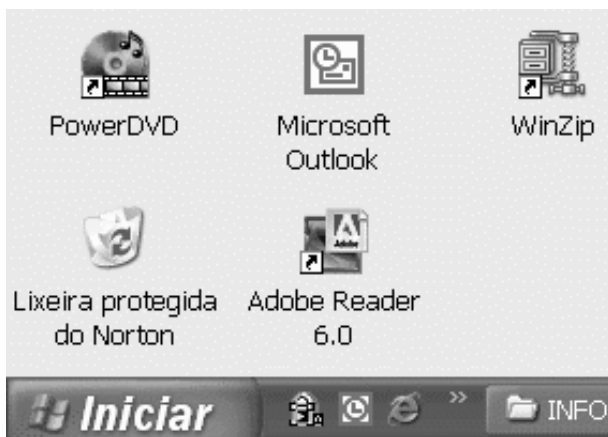 PowerDVD
Microsoft
Outlook
WinZip
Lixeira protegida
do Norton
Adobe Reader
6.0
Iniciar
INFO